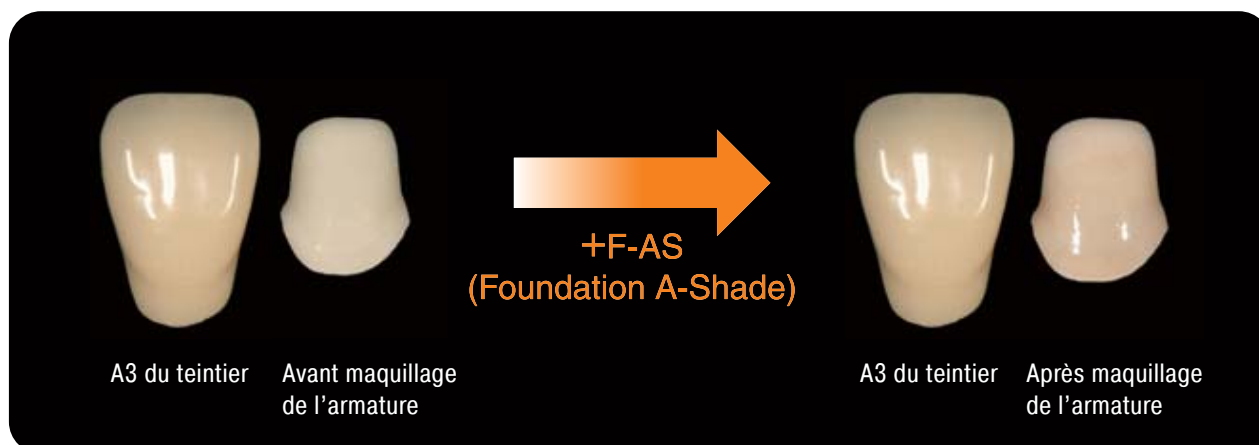 +F-AS
(Foundation A-Shade)
A3 du teintier
Avant maquillage
de l’armature
A3 du teintier
Après maquillage
de l’armature